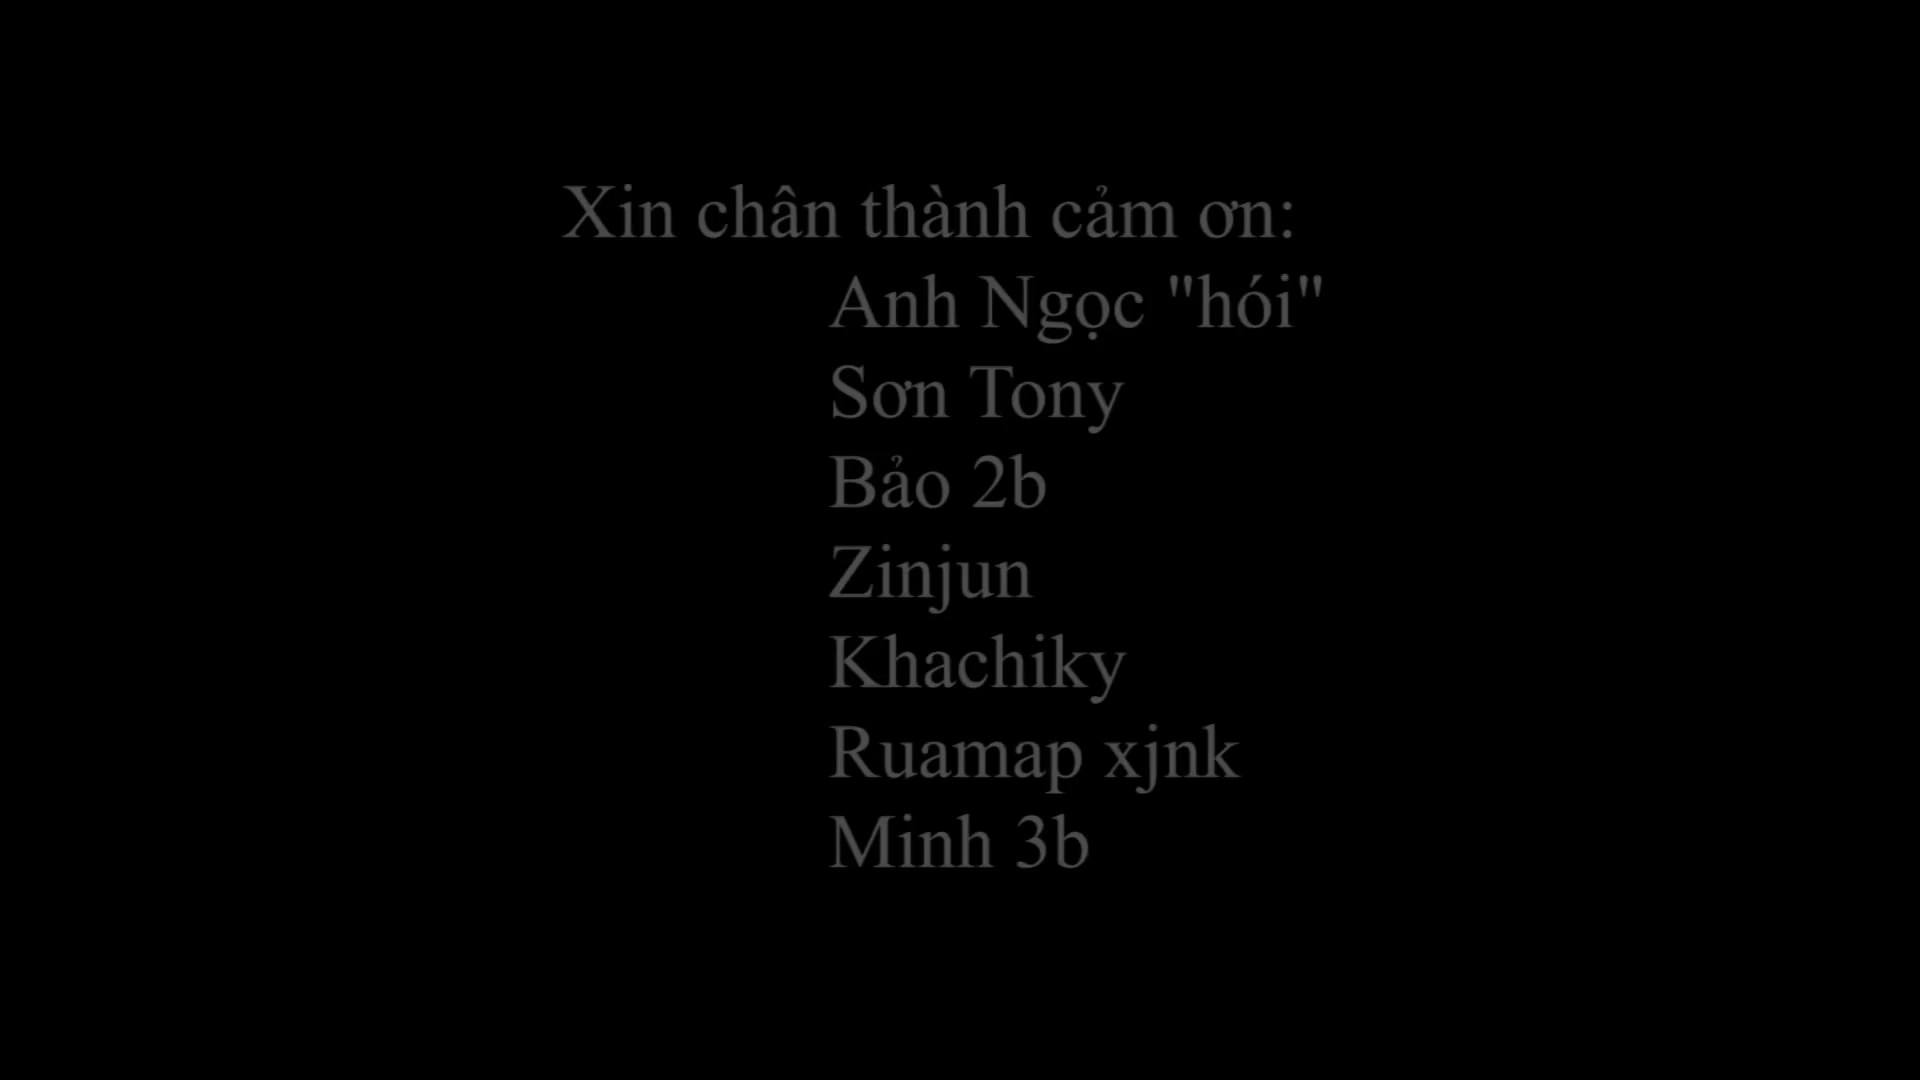 Xin chân thành cảm ơn:
Anh Ngọc "hói"
Sơn Tony
Bảo 2b
Zinjun
Khachiky
Ruamap xjnk
Minh 3b